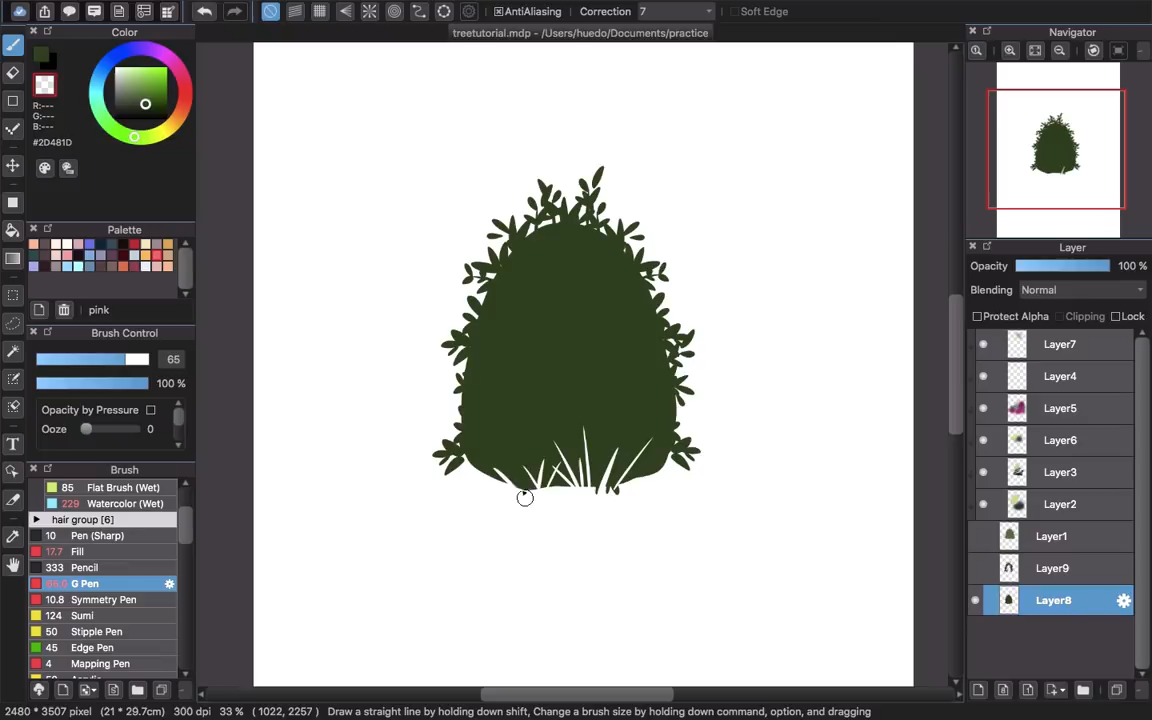 AntiAliasing Correction 7 Soft Edge
treetutorial.mdp - /Users/huedo/Documents/practice
Color
R:---
G:---
B:---
#2D481D
Palette
pink
Brush Control
65
100 %
Opacity by Pressure
Ooze 0
Brush
85 Flat Brush (Wet)
229 Watercolor (Wet)
hair group [6]
10 Pen (Sharp)
17.7 Fill
333 Pencil
G Pen
10.8 Symmetry Pen
124 Sumi
50 Stipple Pen
45 Edge Pen
4 Mapping Pen
Navigator
Layer
Opacity 100 %
Blending Normal
Protect Alpha Clipping Lock
Layer7
Layer4
Layer5
Layer6
Layer3
Layer2
Layer1
Layer9
Layer8
2480 * 3507 pixel (21 * 29.7cm) 300 dpi 33 % ( 1022, 2257 ) Draw a straight line by holding down shift, Change a brush size by holding down command, option, and dragging